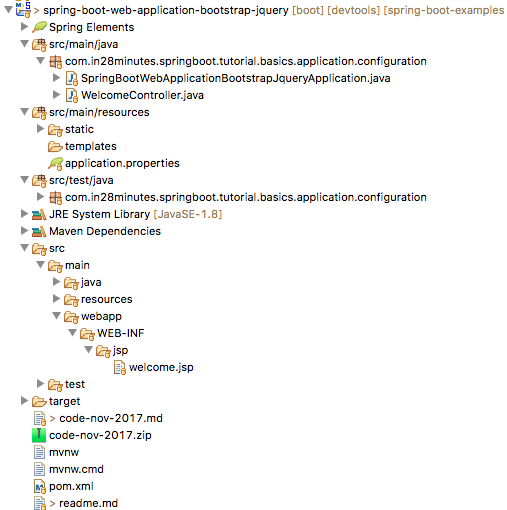 > spring-boot-web-application-bootstrap-jquery [boot] [devtools] [spring-boot-examples
Spring Elements
src/main/java
com.in28minutes.springboot.tutorial.basics.application.configuration
SpringBootWebApplicationBootstrapJqueryApplication.java
WelcomeController.java
src/main/resources
static
templates
application.properties
src/test/java
com.in28minutes.springboot.tutorial.basics.application.configuration
JRE System Library [JavaSE-1.8]
Maven Dependencies
src
main
java
resources
webapp
WEB-INF
jsp
welcome.jsp
test
target
> code-nov-2017.md
code-nov-2017.zip
mvnw
mvnw.cmd
pom.xml
> readme.md